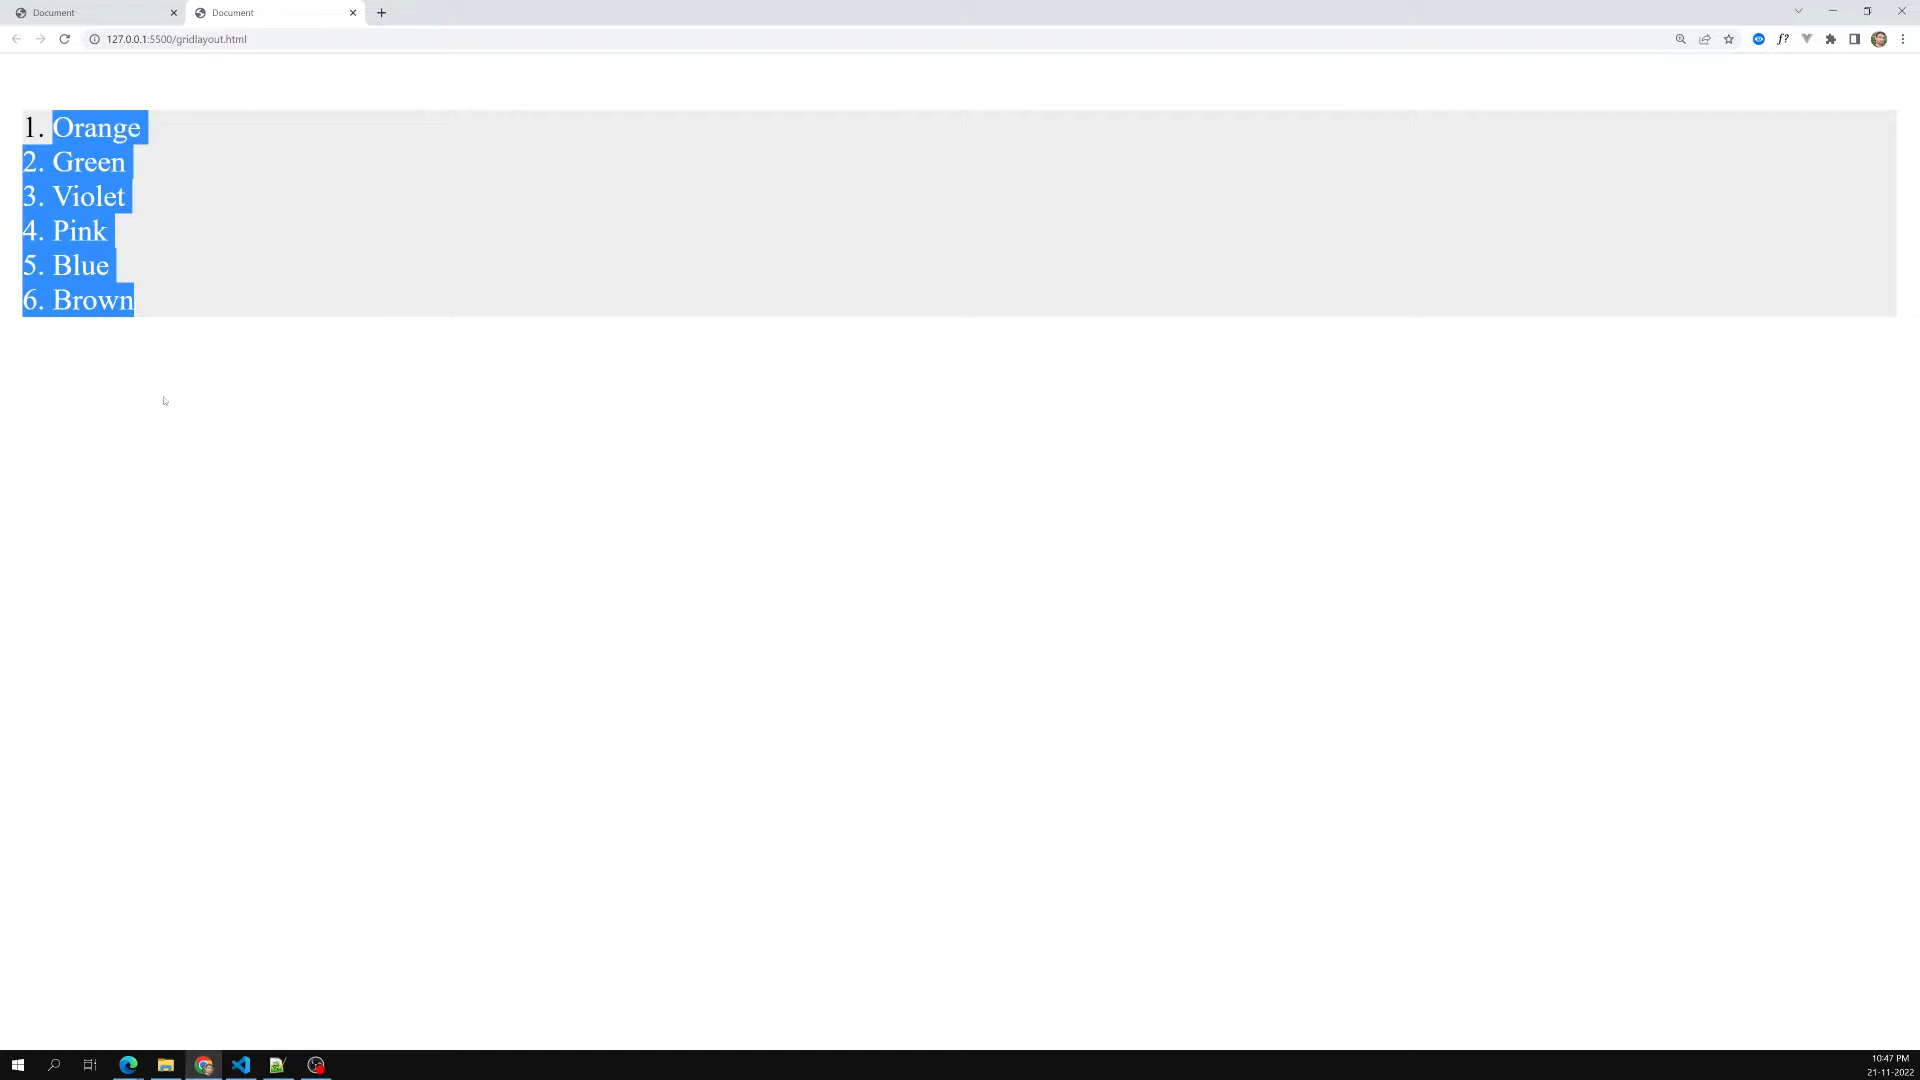 Document
Document
127.0.0.1:5500/gridlayout.html
f?
1. Orange
2. Green
3. Violet
4. Pink
5. Blue
6. Brown
10:47 PM
21-11-2022